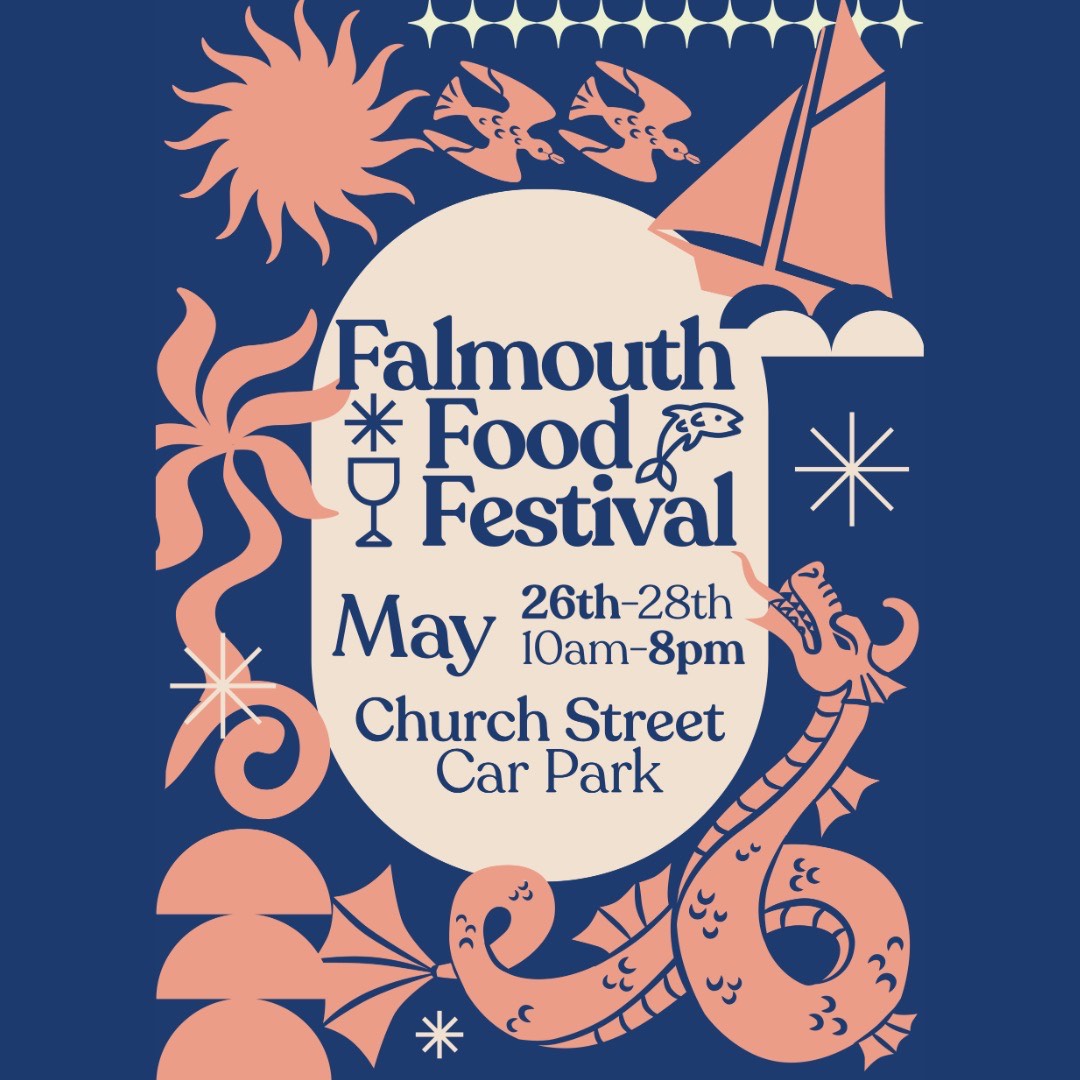 Falmouth
Food
Festival
May
26th-28th
10am-8pm
Church Street
Car Park